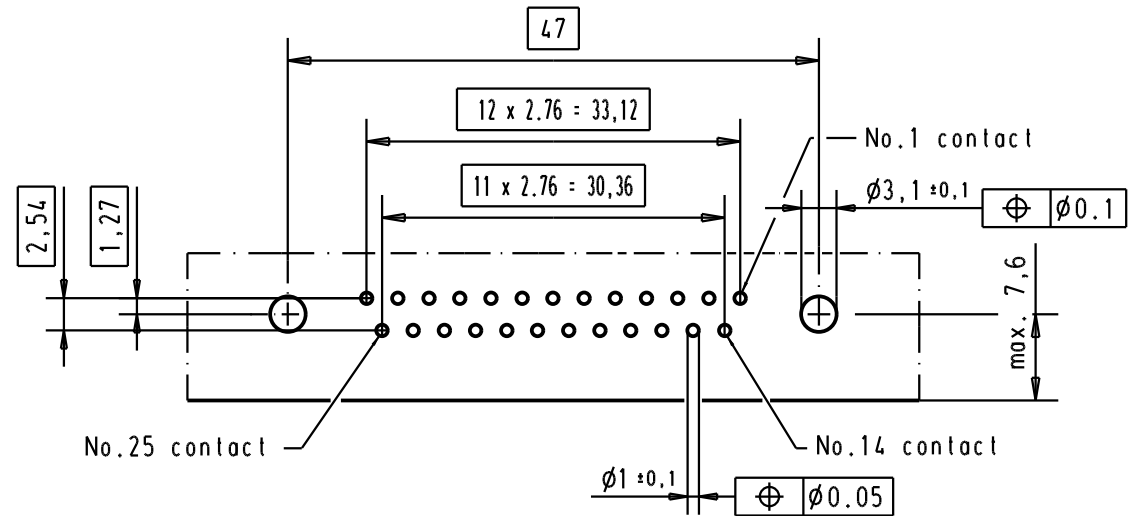 47
12 x 2.76 = 33,12
No.1 contact
11 x 2.76 = 30,36
Ø3,1 ±0,1
⌖ Ø0.1
2,54
1,27
max. 7,6
No.25 contact
No.14 contact
Ø1 ±0,1
⌖ Ø0.05